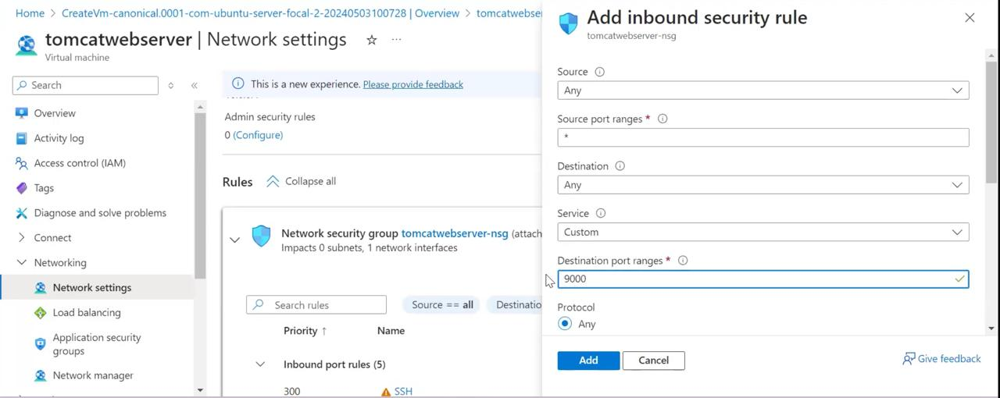 Home > CreateVm-canonical.0001-com-ubuntu-server-focal-2-20240503100728 | Overview > tomcatwebser
tomcatwebserver | Network settings
Virtual machine
Search
Overview
Activity log
Access control (IAM)
Tags
Diagnose and solve problems
Connect
Networking
Network settings
Load balancing
Application security
groups
Network manager
This is a new experience. Please provide feedback
Admin security rules
0 (Configure)
Rules
Collapse all
Network security group tomcatwebserver-nsg (attach
Impacts 0 subnets, 1 network interfaces
Search rules
Source == all
Destinatio
Priority ↑
Name
Inbound port rules (5)
300
SSH
Add inbound security rule
tomcatwebserver-nsg
Source
Any
Source port ranges *
*
Destination
Any
Service
Custom
Destination port ranges *
9000
Protocol
Any
Add
Cancel
Give feedback